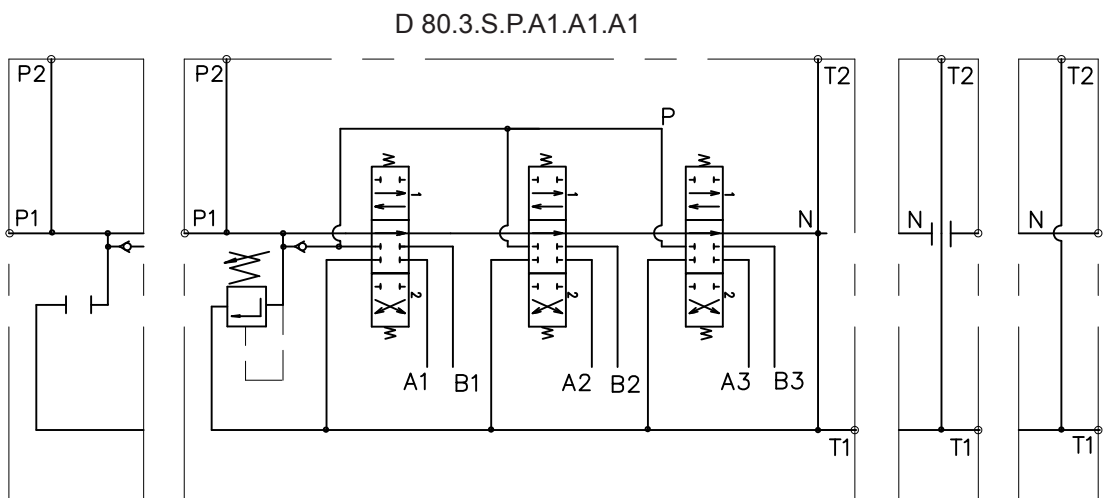 D 80.3.S.P.A1.A1.A1
P2 P2 T2 T2 T2
P
1 1 1
P1 P1 N N
2 2 2
A1 B1 A2 B2 A3 B3
T1 T1 T1